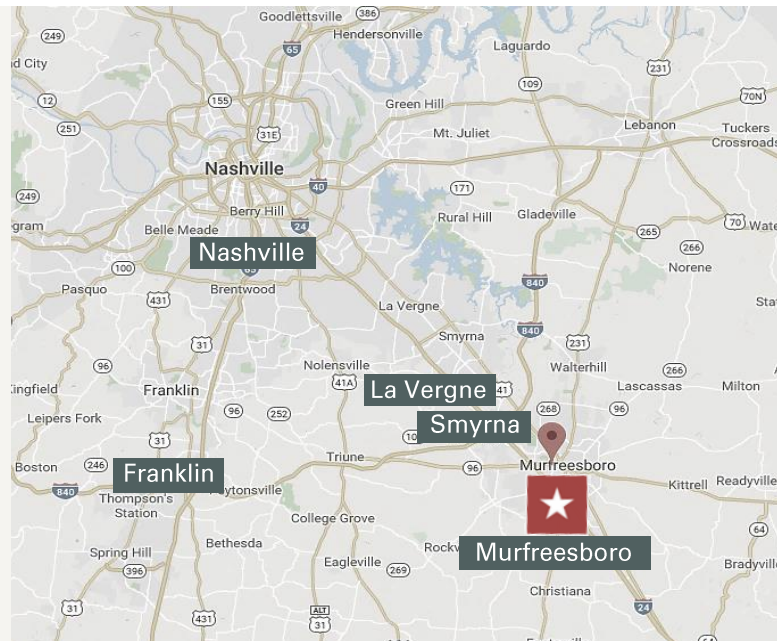 Goodlettsville
386
249
65
Hendersonville
Laguardo
nd City
231
109
12
155
70N
Green Hill
251
31E
Mt. Juliet
Lebanon
Tuckers
Crossroads
Nashville
40
171
249
Berry Hill
24
Rural Hill
Gladeville
gram
Belle Meade
265
70
Nashville
266
100
65
Norene
840
Pasquo
431
Brentwood
La Vergne
840
31
Smyrna
231
Nolensville
Walterhill
96
266
Kingfield
Franklin
41A
La Vergne
41
Lascassas
Milton
Leipers Fork
96
252
Smyrna
268
96
31
Triune
Murfreesboro
Boston
246
Franklin
96
840
Kittrell
Readyville
Thompson's
Station
College Grove
64
Spring Hill
Bethesda
Murfreesboro
396
Eagleville
269
Bradyville
Christiana
31
431
ALT
31
24
64